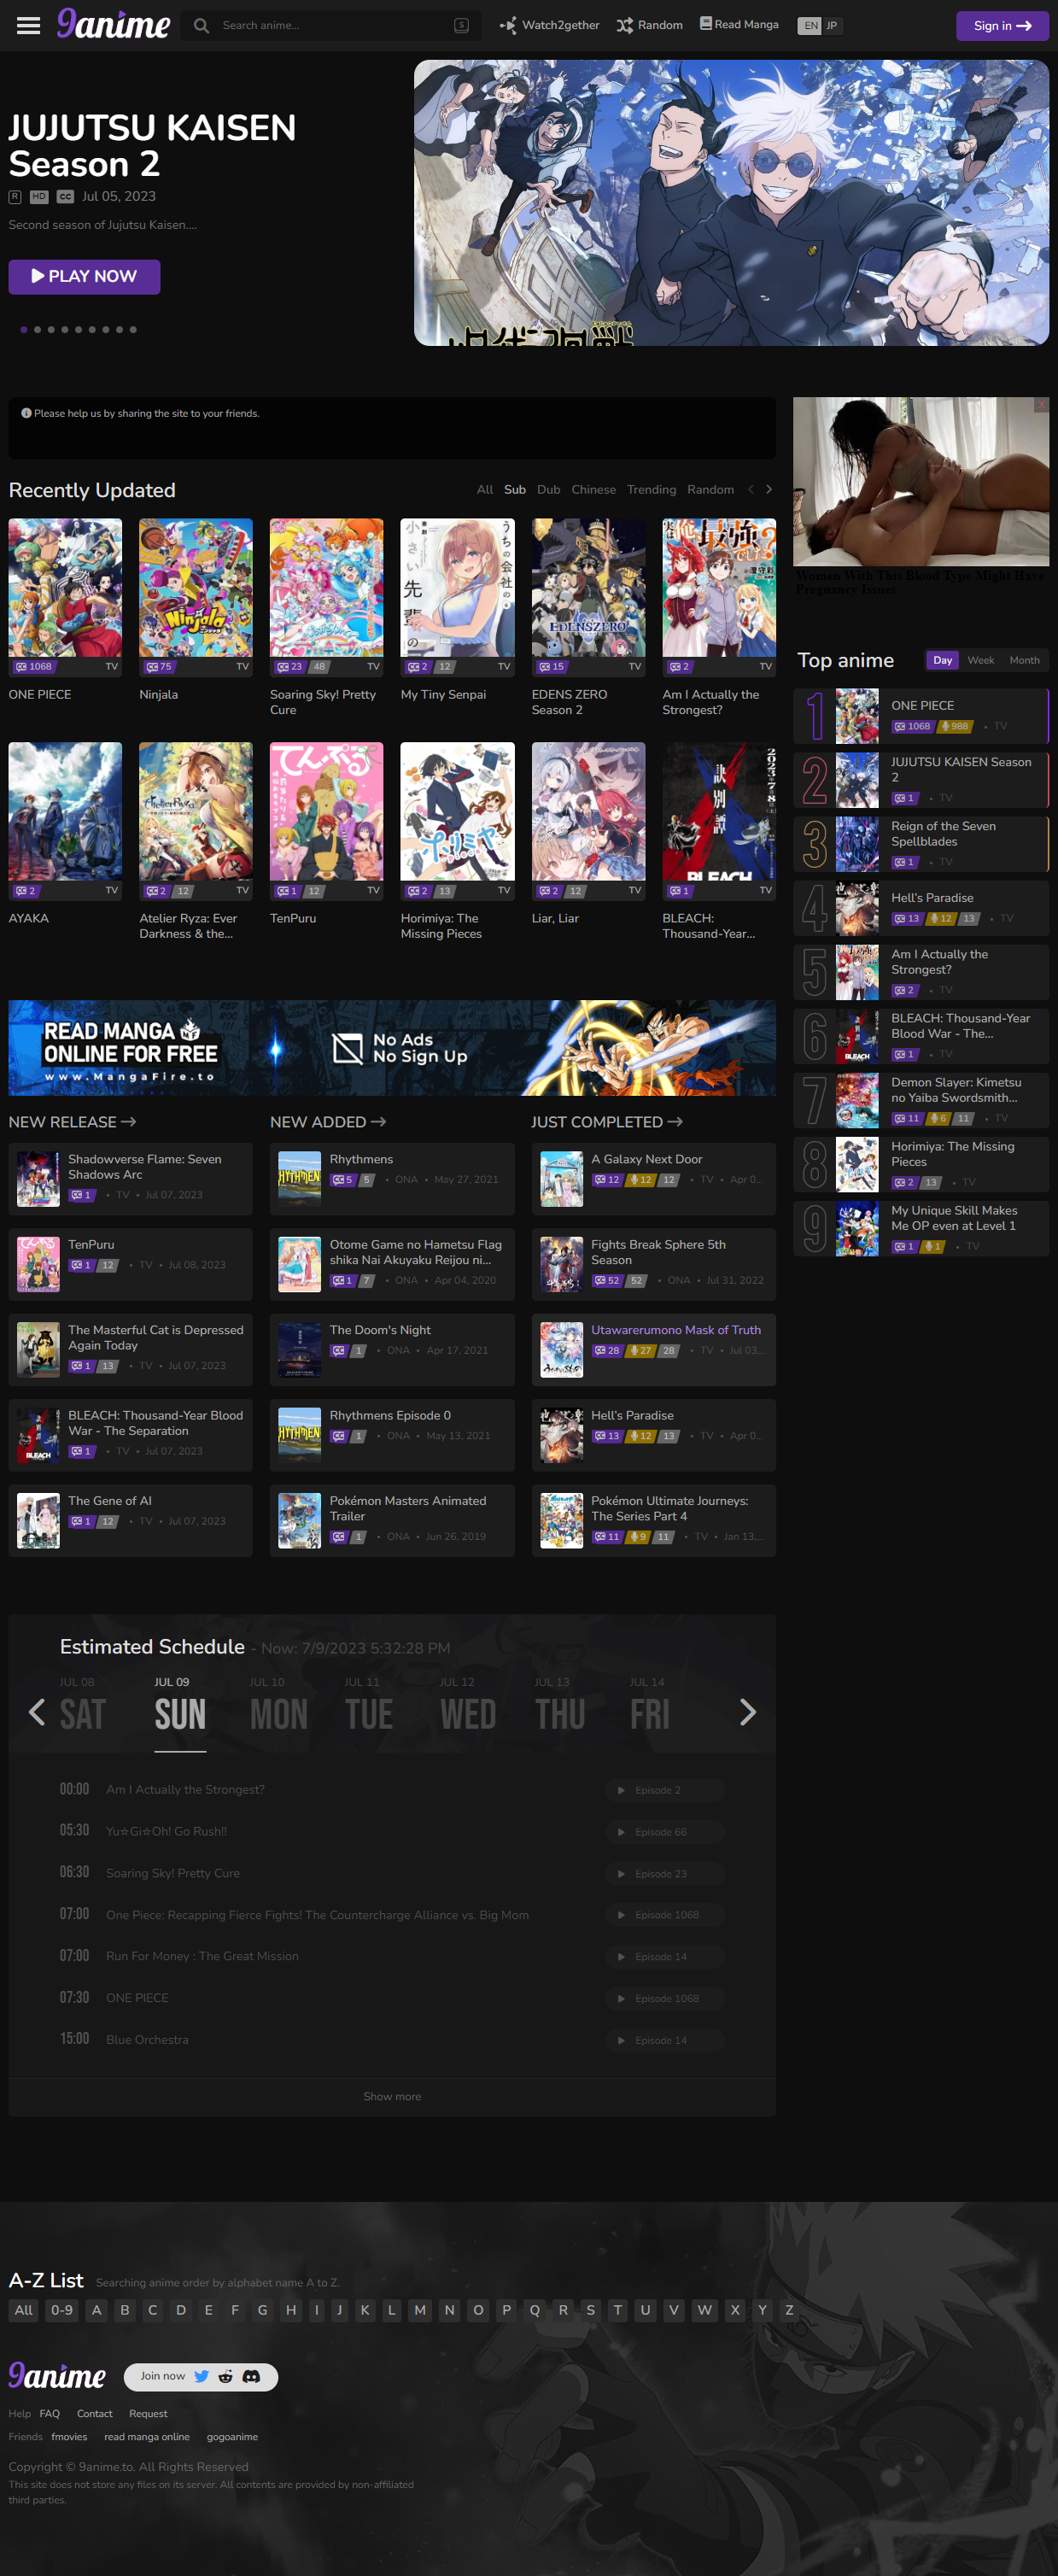 9anime
Search anime...
S
Watch2gether
Random
Read Manga
EN JP
Sign in
JUJUTSU KAISEN
Season 2
R HD CC Jul 05, 2023
Second season of Jujutsu Kaisen....
PLAY NOW
Please help us by sharing the site to your friends.
X
Women With This Blood Type Might Have
Pregnancy Issues
Recently Updated
All Sub Dub Chinese Trending Random
1068 TV
ONE PIECE
75 TV
Ninjala
23 48 TV
Soaring Sky! Pretty
Cure
2 12 TV
My Tiny Senpai
EDENS ZERO
15 TV
EDENS ZERO
Season 2
2 TV
Am I Actually the
Strongest?
2 TV
AYAKA
2 12 TV
Atelier Ryza: Ever
Darkness & the...
てんぷる
1 12 TV
TenPuru
ホリミヤ
2 13 TV
Horimiya: The
Missing Pieces
2 12 TV
Liar, Liar
訣別譚
BLEACH
1 TV
BLEACH:
Thousand-Year...
Top anime
Day Week Month
1
ONE PIECE
1068 988 • TV
2
JUJUTSU KAISEN Season
2
1 • TV
3
Reign of the Seven
Spellblades
1 • TV
4
Hell's Paradise
13 12 13 • TV
5
Am I Actually the
Strongest?
2 • TV
6
BLEACH: Thousand-Year
Blood War - The...
1 • TV
7
Demon Slayer: Kimetsu
no Yaiba Swordsmith...
11 6 11 • TV
8
Horimiya: The Missing
Pieces
2 13 • TV
9
My Unique Skill Makes
Me OP even at Level 1
1 1 • TV
READ MANGA
ONLINE FOR FREE
www.MangaFire.to
No Ads
No Sign Up
NEW RELEASE
Shadowverse Flame: Seven
Shadows Arc
1 • TV • Jul 07, 2023
TenPuru
1 12 • TV • Jul 08, 2023
The Masterful Cat is Depressed
Again Today
1 13 • TV • Jul 07, 2023
BLEACH: Thousand-Year Blood
War - The Separation
1 • TV • Jul 07, 2023
The Gene of AI
1 12 • TV • Jul 07, 2023
NEW ADDED
Rhythmens
5 5 • ONA • May 27, 2021
Otome Game no Hametsu Flag
shika Nai Akuyaku Reijou ni...
1 7 • ONA • Apr 04, 2020
The Doom's Night
1 • ONA • Apr 17, 2021
Rhythmens Episode 0
1 • ONA • May 13, 2021
Pokémon Masters Animated
Trailer
1 • ONA • Jun 26, 2019
JUST COMPLETED
A Galaxy Next Door
12 12 12 • TV • Apr 0...
Fights Break Sphere 5th
Season
52 52 • ONA • Jul 31, 2022
Utawarerumono Mask of Truth
28 27 28 • TV • Jul 03,...
Hell's Paradise
13 12 13 • TV • Apr 0...
Pokémon Ultimate Journeys:
The Series Part 4
11 9 11 • TV • Jan 13,...
Estimated Schedule - Now: 7/9/2023 5:32:28 PM
JUL 08 JUL 09 JUL 10 JUL 11 JUL 12 JUL 13 JUL 14
SAT SUN MON TUE WED THU FRI
00:00 Am I Actually the Strongest? Episode 2
05:30 Yu☆Gi☆Oh! Go Rush!! Episode 66
06:30 Soaring Sky! Pretty Cure Episode 23
07:00 One Piece: Recapping Fierce Fights! The Countercharge Alliance vs. Big Mom Episode 1068
07:00 Run For Money : The Great Mission Episode 14
07:30 ONE PIECE Episode 1068
15:00 Blue Orchestra Episode 14
Show more
A-Z List Searching anime order by alphabet name A to Z.
All 0-9 A B C D E F G H I J K L M N O P Q R S T U V W X Y Z
9anime
Join now
Help FAQ Contact Request
Friends fmovies read manga online gogoanime
Copyright © 9anime.to. All Rights Reserved
This site does not store any files on its server. All contents are provided by non-affiliated
third parties.